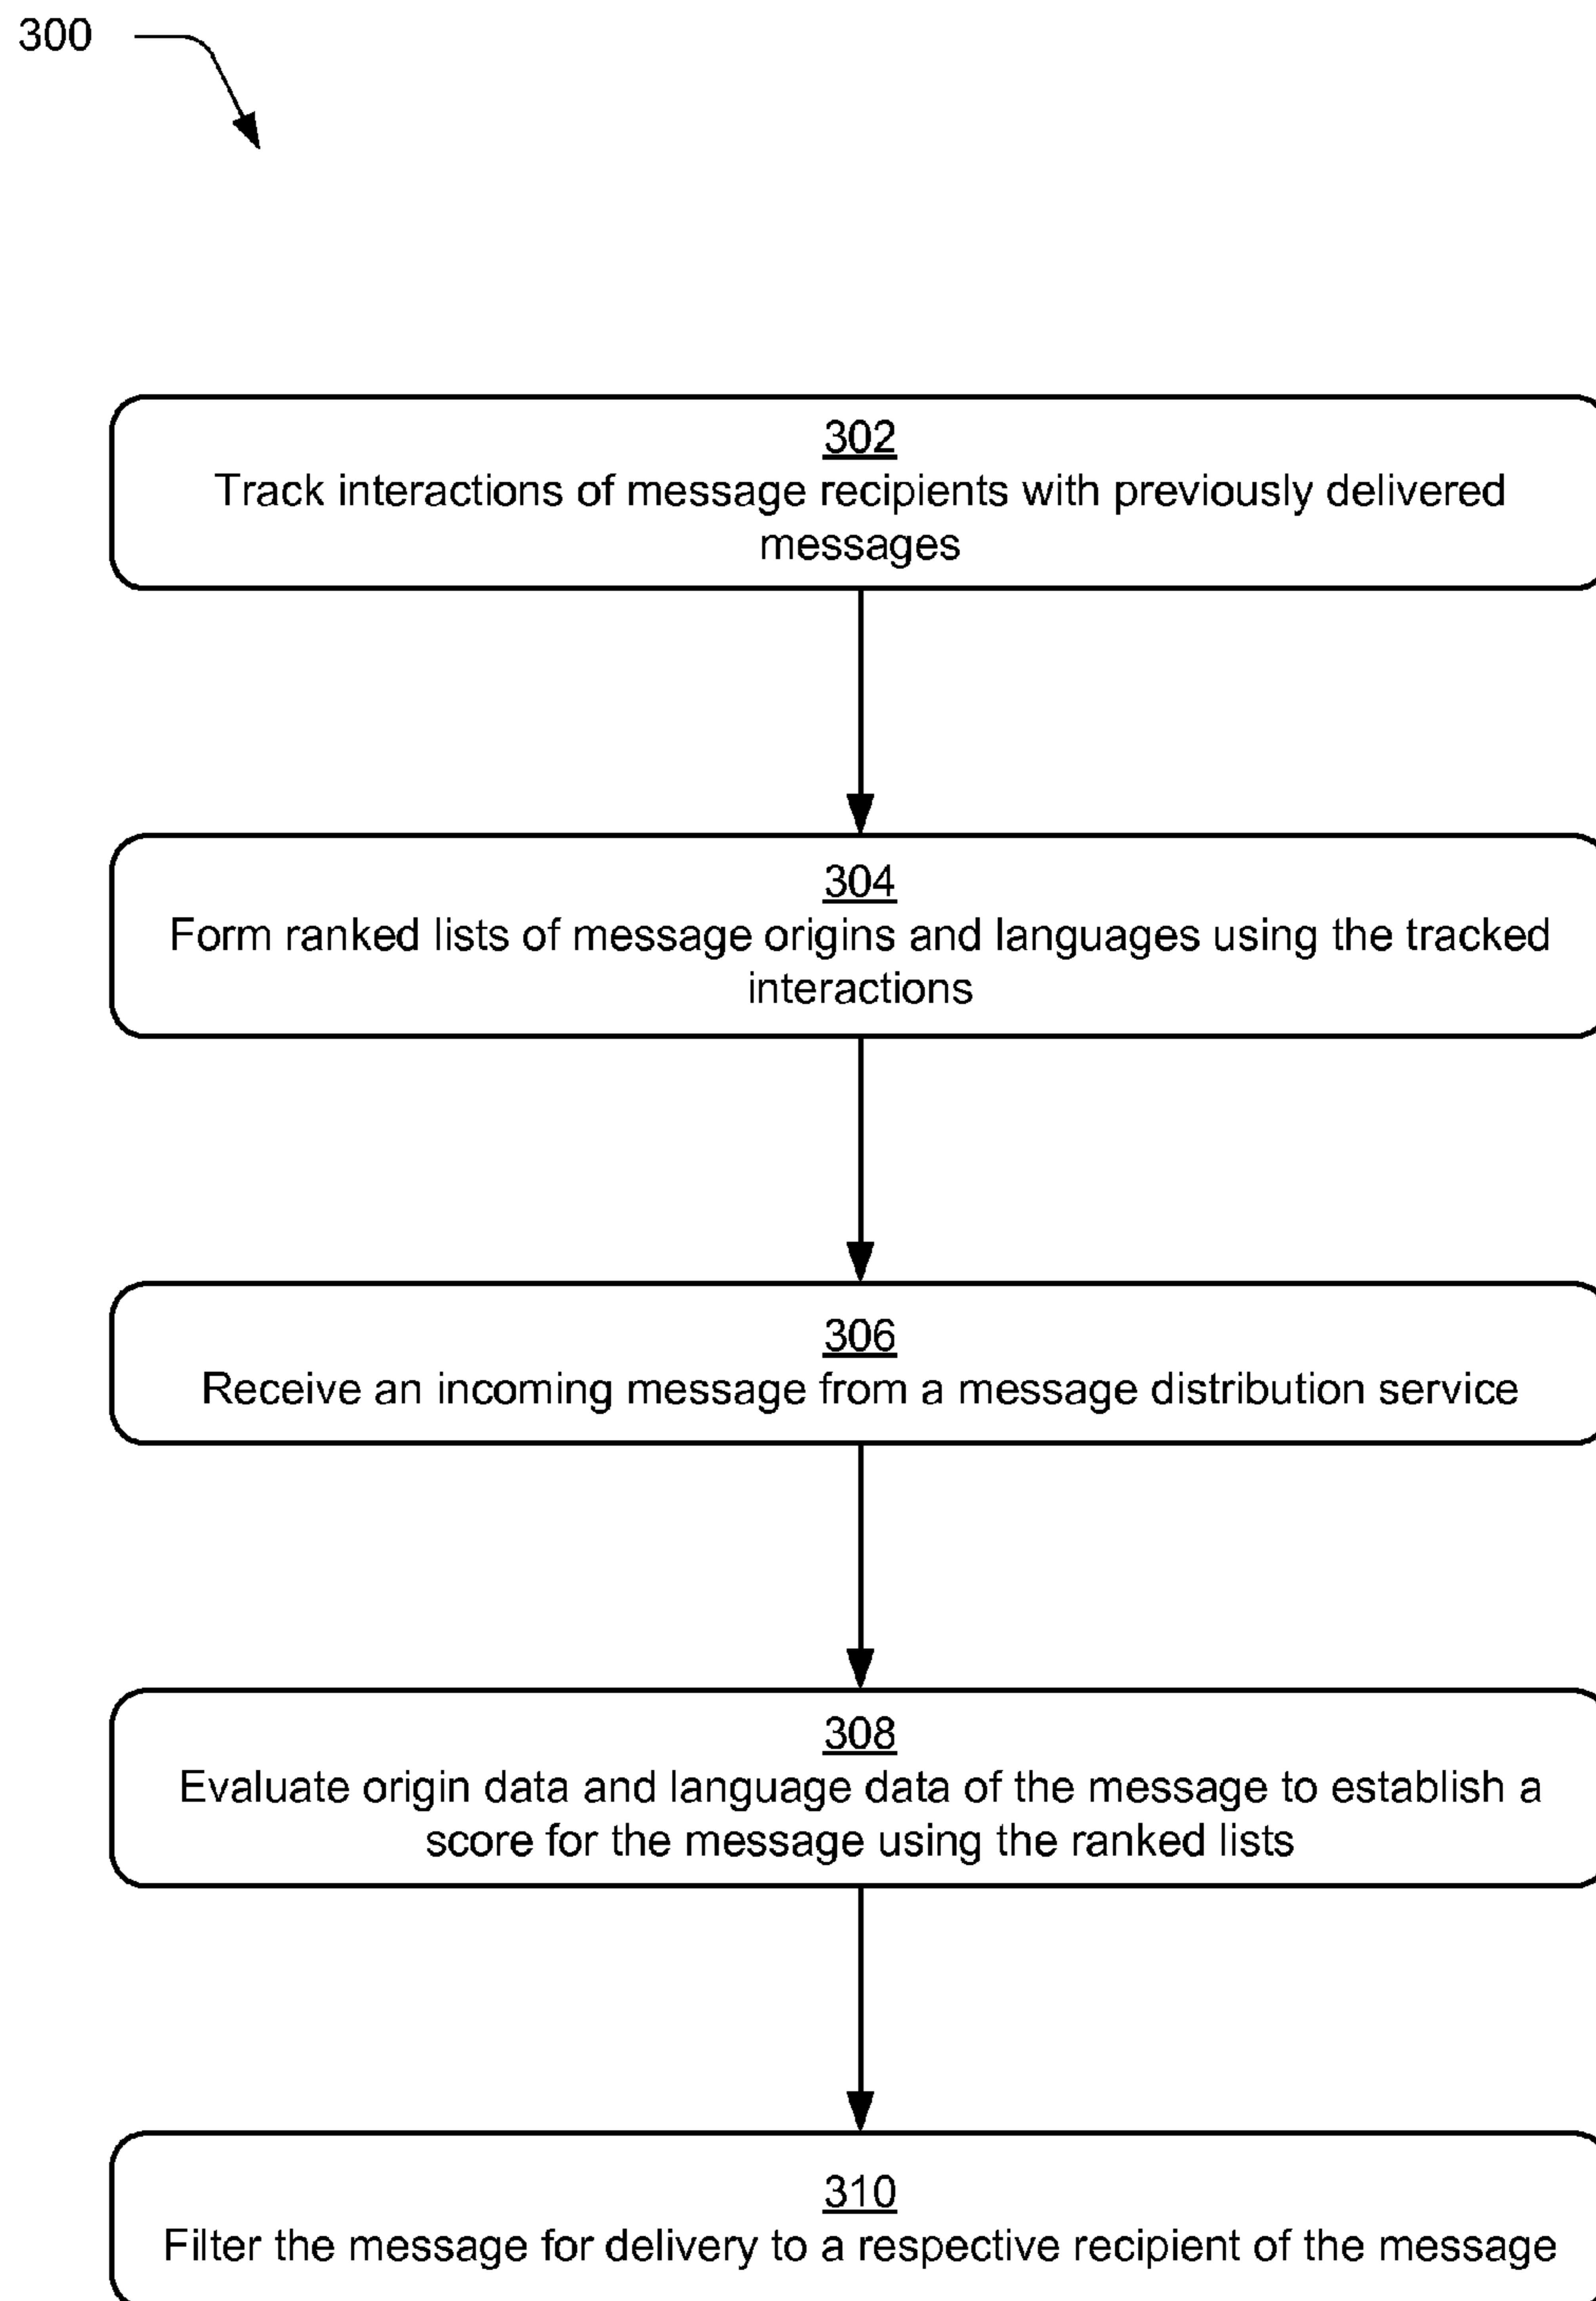 300
302
Track interactions of message recipients with previously delivered
messages
304
Form ranked lists of message origins and languages using the tracked
interactions
306
Receive an incoming message from a message distribution service
308
Evaluate origin data and language data of the message to establish a
score for the message using the ranked lists
310
Filter the message for delivery to a respective recipient of the message